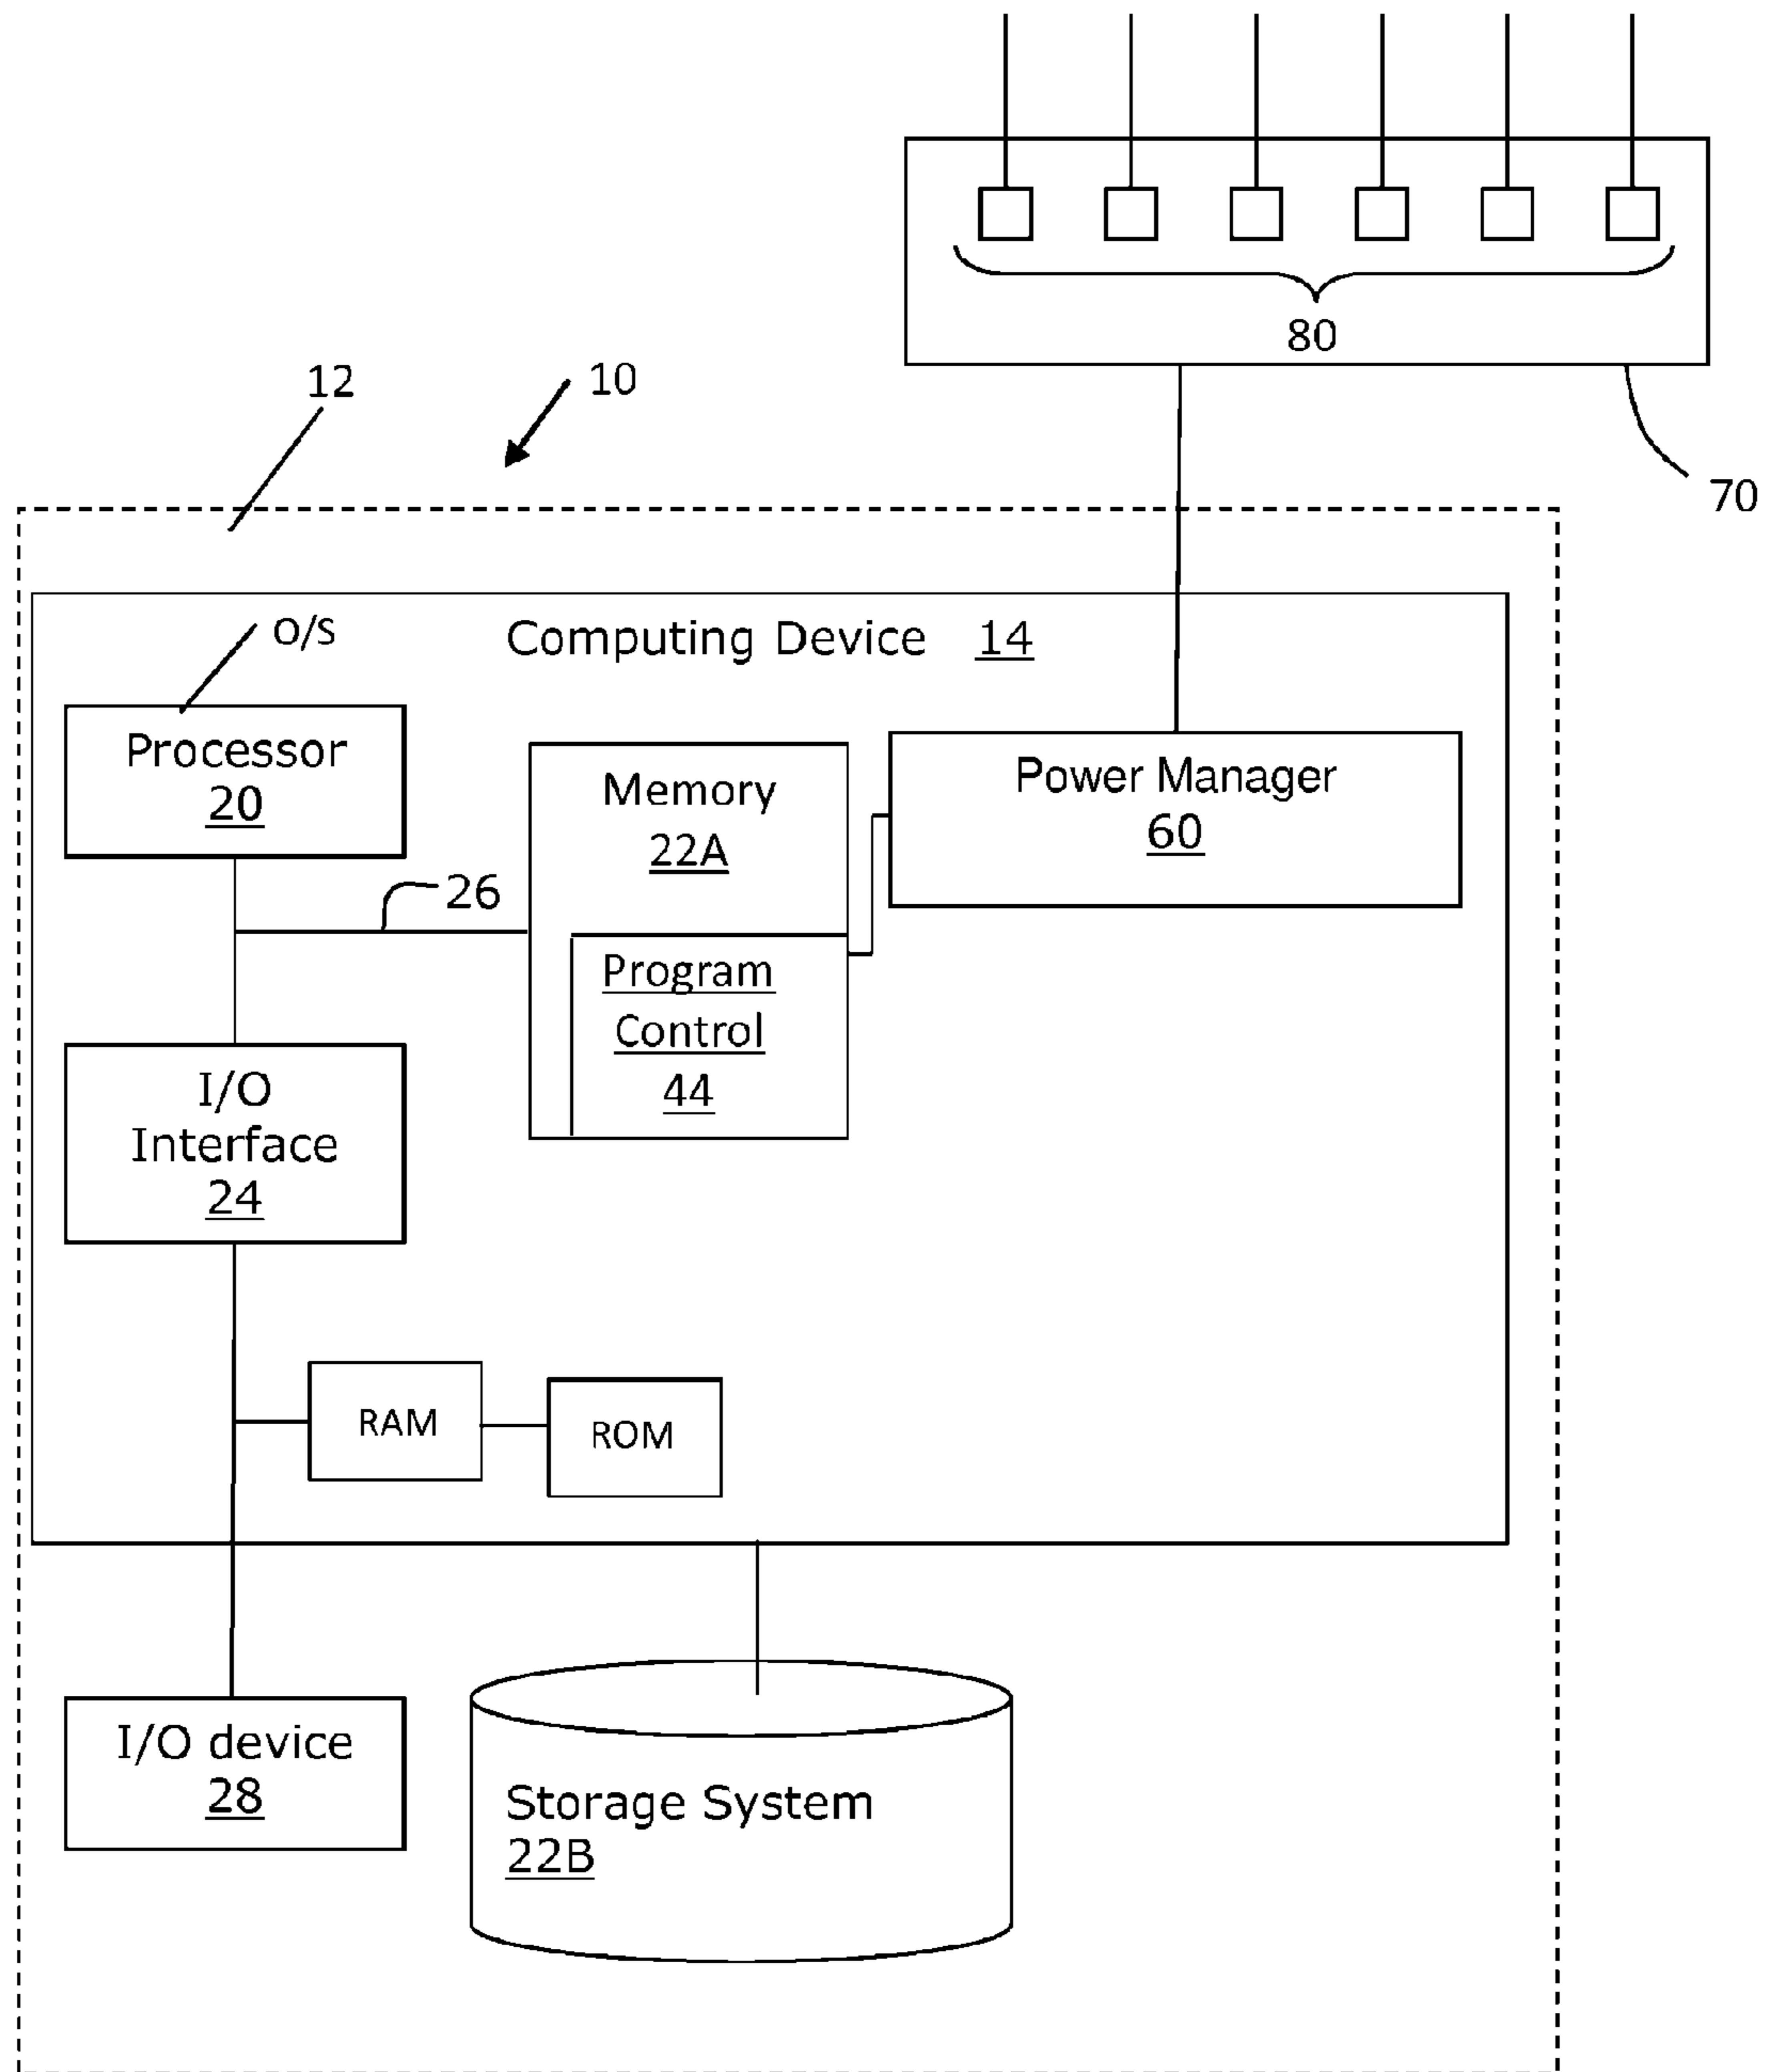 80
12
10
70
O/S
Computing Device 14
Processor
20
Memory
22A
Power Manager
60
26
Program
Control
44
I/O
Interface
24
RAM
ROM
I/O device
28
Storage System
22B